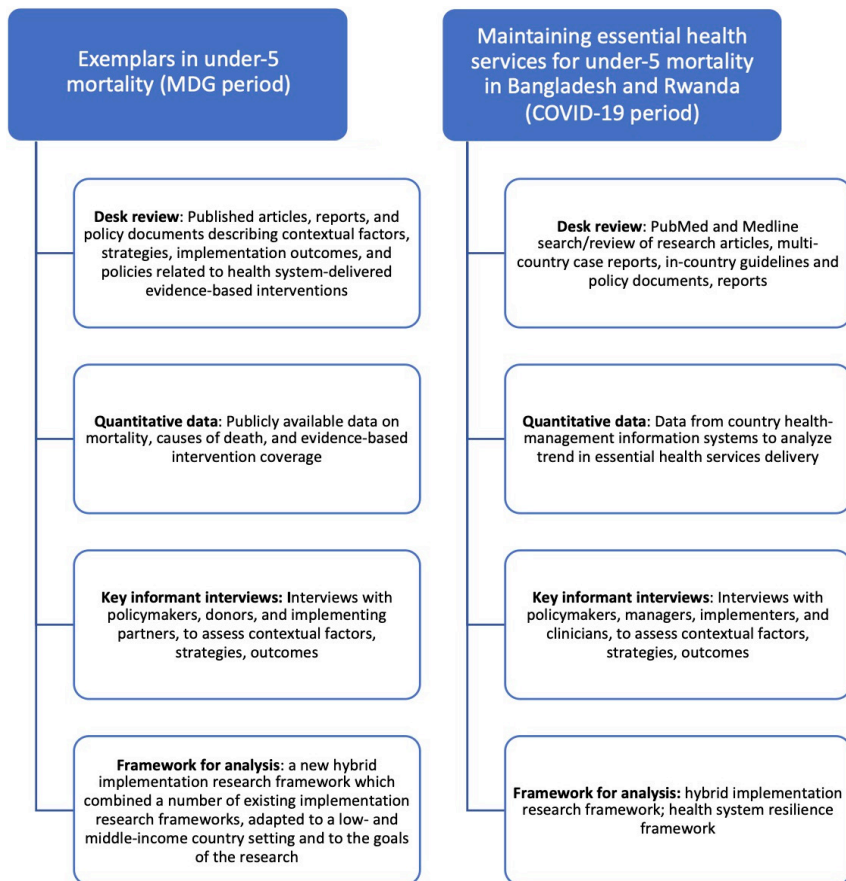 Exemplars in under-5
mortality (MDG period)
Desk review: Published articles, reports, and
policy documents describing contextual factors,
strategies, implementation outcomes, and
policies related to health system-delivered
evidence-based interventions
Quantitative data: Publicly available data on
mortality, causes of death, and evidence-based
intervention coverage
Key informant interviews: Interviews with
policymakers, donors, and implementing
partners, to assess contextual factors,
strategies, outcomes
Framework for analysis: a new hybrid
implementation research framework which
combined a number of existing implementation
research frameworks, adapted to a low- and
middle-income country setting and to the goals
of the research
Maintaining essential health
services for under-5 mortality
in Bangladesh and Rwanda
(COVID-19 period)
Desk review: PubMed and Medline
search/review of research articles, multi-
country case reports, in-country guidelines and
policy documents, reports
Quantitative data: Data from country health-
management information systems to analyze
trend in essential health services delivery
Key informant interviews: Interviews with
policymakers, managers, implementers, and
clinicians, to assess contextual factors,
strategies, outcomes
Framework for analysis: hybrid implementation
research framework; health system resilience
framework